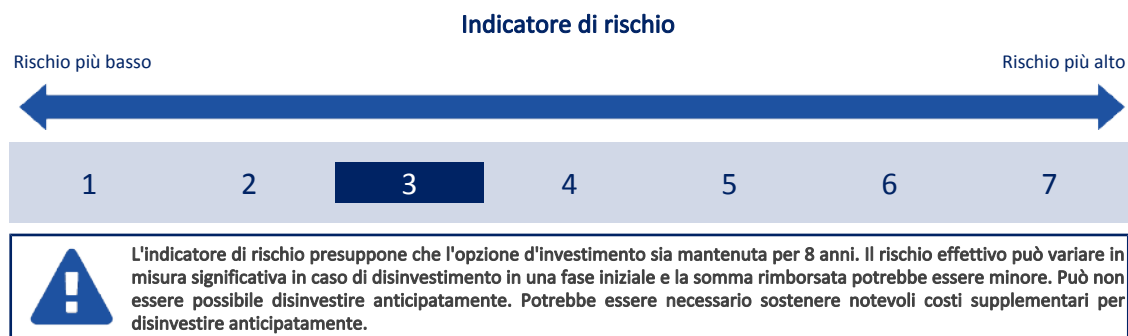 Indicatore di rischio
Rischio più basso Rischio più alto
1 2 3 4 5 6 7
L'indicatore di rischio presuppone che l'opzione d'investimento sia mantenuta per 8 anni. Il rischio effettivo può variare in
misura significativa in caso di disinvestimento in una fase iniziale e la somma rimborsata potrebbe essere minore. Può non
essere possibile disinvestire anticipatamente. Potrebbe essere necessario sostenere notevoli costi supplementari per
disinvestire anticipatamente.